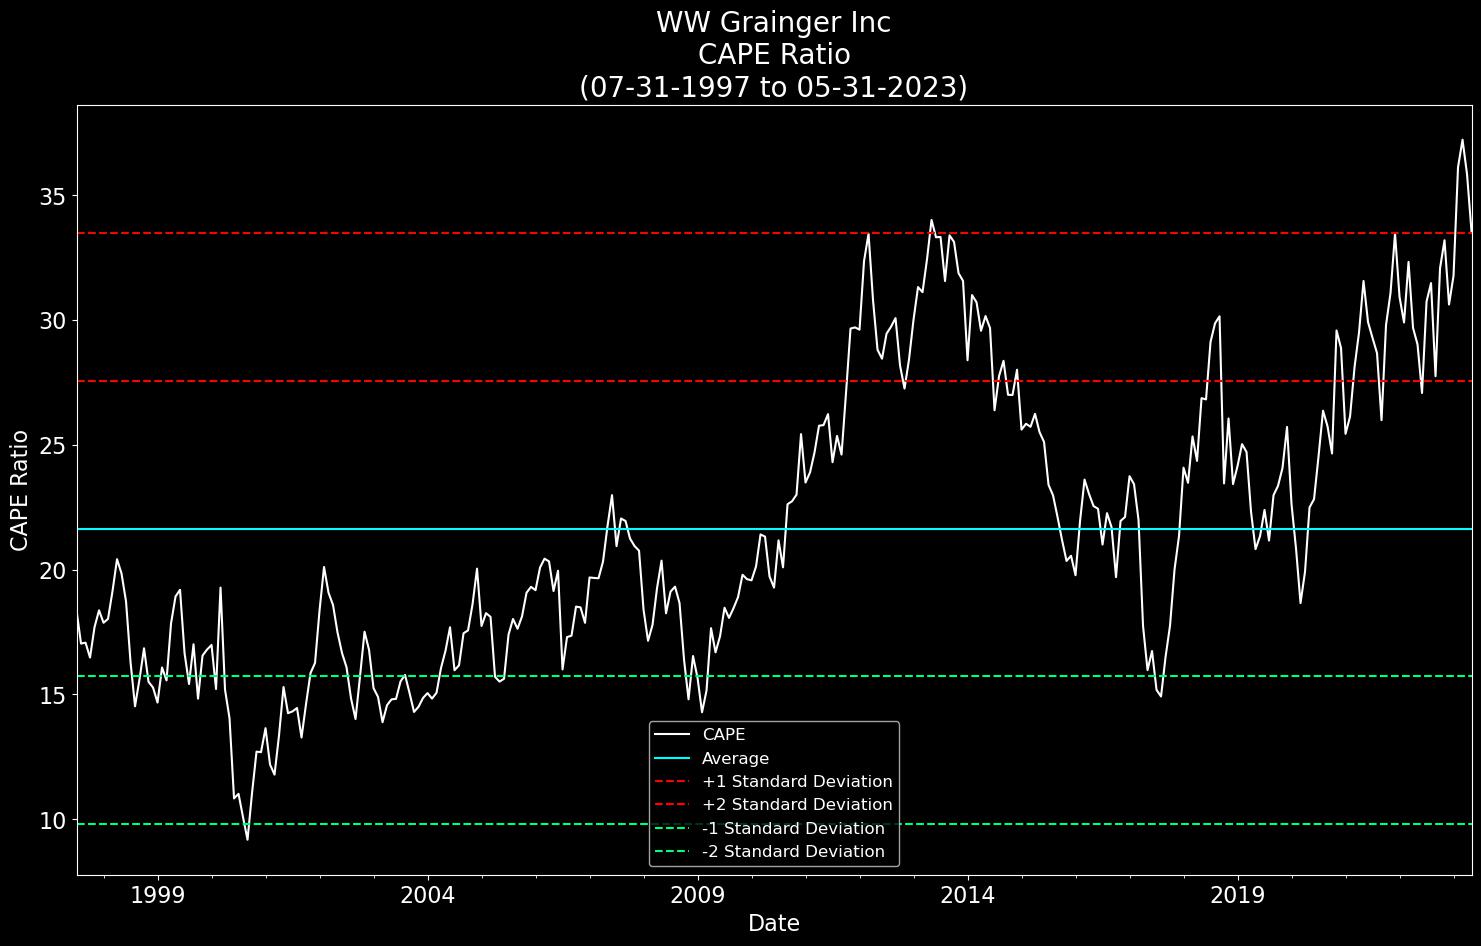 WW Grainger Inc
CAPE Ratio
(07-31-1997 to 05-31-2023)
CAPE Ratio
35
30
25
20
15
10
CAPE
Average
+1 Standard Deviation
+2 Standard Deviation
-1 Standard Deviation
-2 Standard Deviation
1999 2004 2009 2014 2019
Date